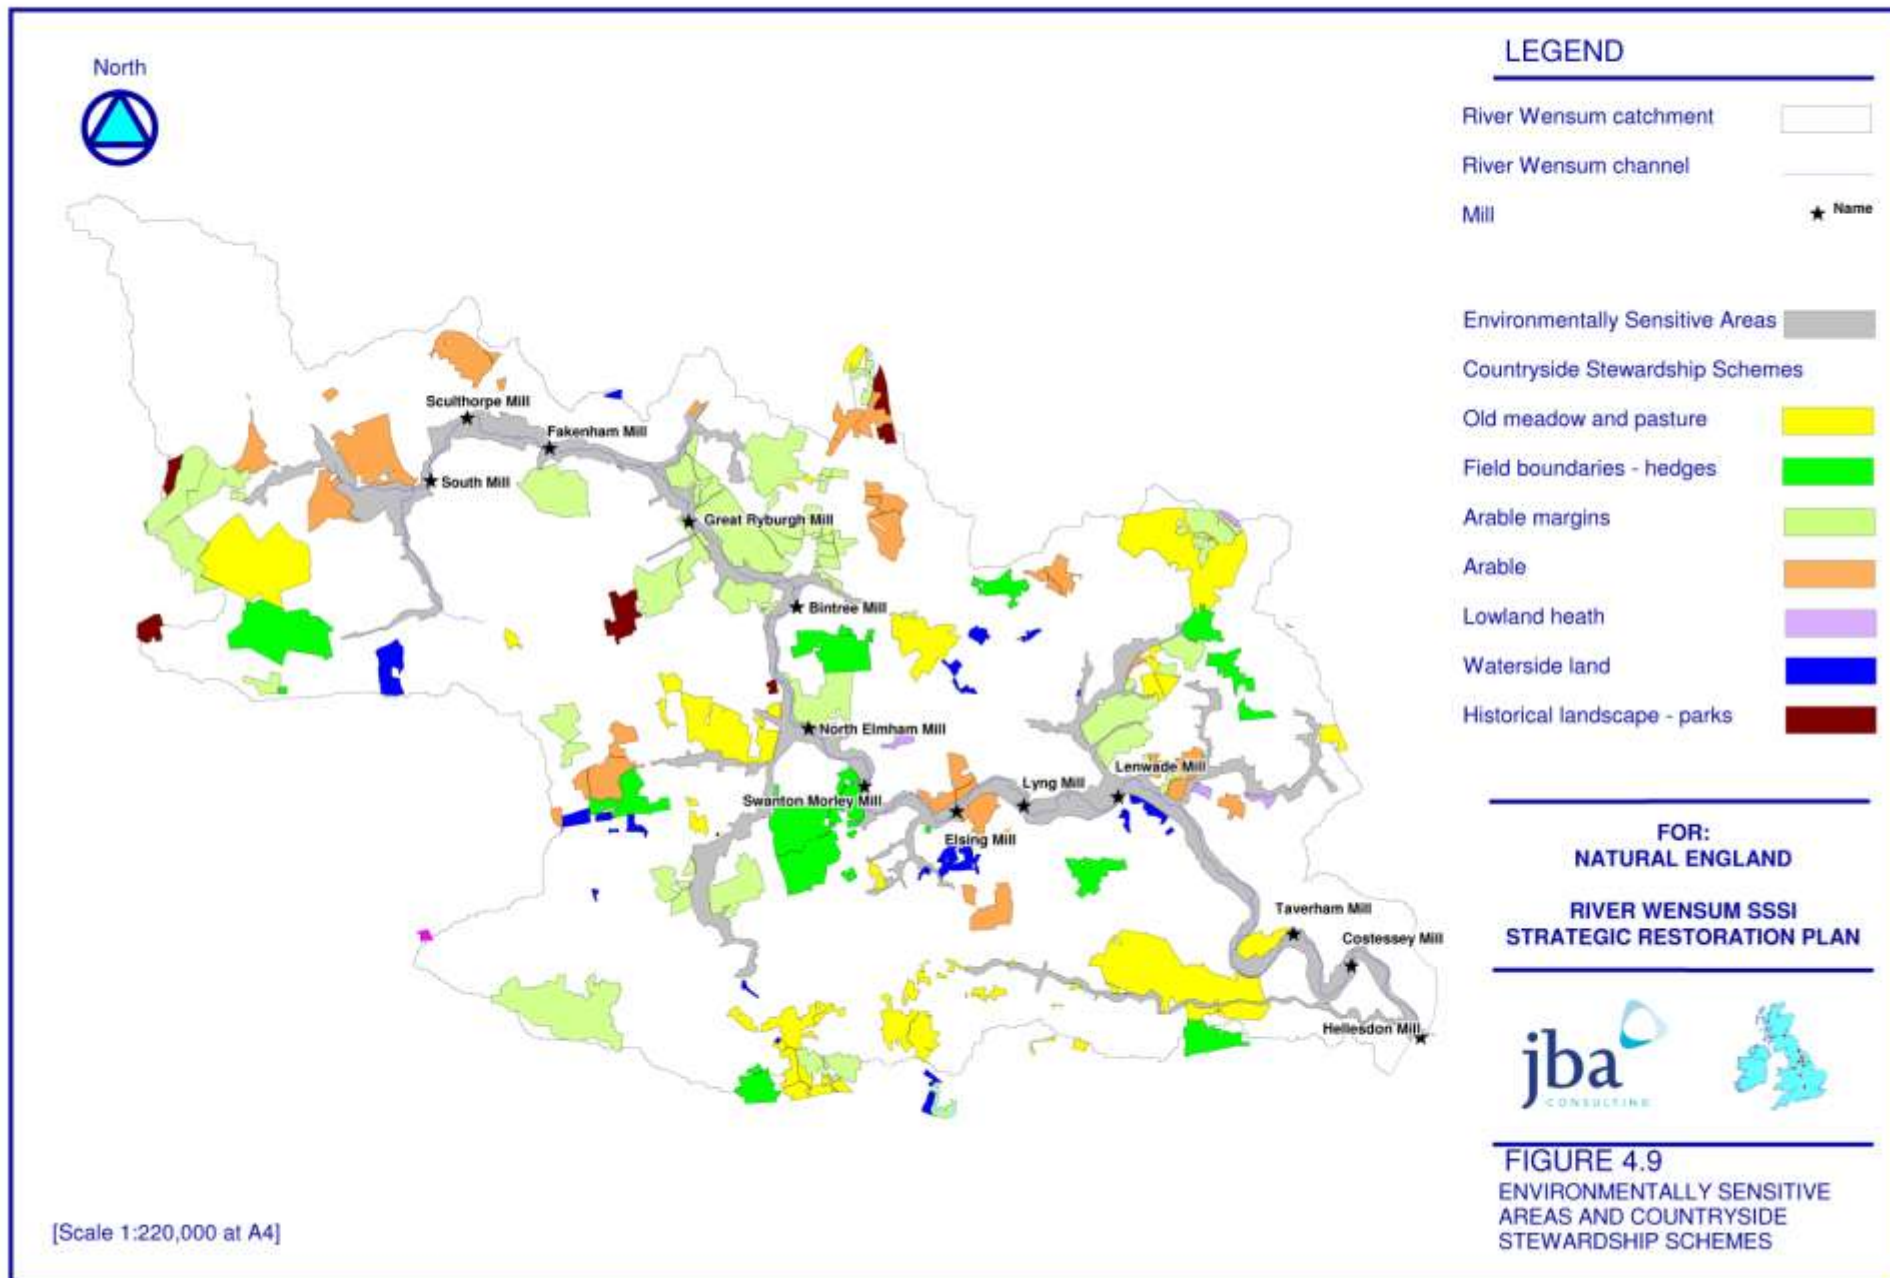 North
LEGEND
River Wensum catchment
River Wensum channel
Mill
Name
Environmentally Sensitive Areas
Countryside Stewardship Schemes
Old meadow and pasture
Field boundaries - hedges
Arable margins
Arable
Lowland heath
Waterside land
Historical landscape - parks
Sculthorpe Mill
Fakenham Mill
South Mill
Great Ryburgh Mill
Bintree Mill
North Elmham Mill
Swanton Morley Mill
Elsing Mill
Lyng Mill
Lenwade Mill
Taverham Mill
Costessey Mill
Hellesdon Mill
FOR:
NATURAL ENGLAND
RIVER WENSUM SSSI
STRATEGIC RESTORATION PLAN
jba
CONSULTING
FIGURE 4.9
ENVIRONMENTALLY SENSITIVE
AREAS AND COUNTRYSIDE
STEWARDSHIP SCHEMES
[Scale 1:220,000 at A4]